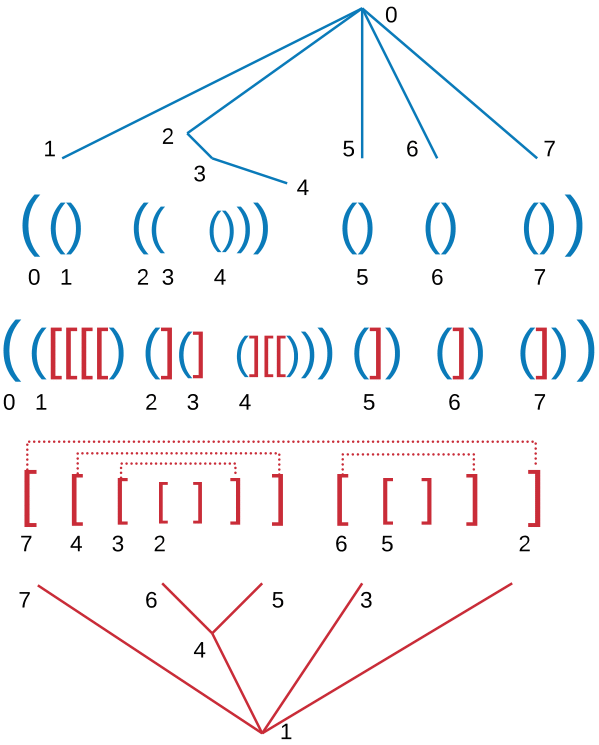 0
1 2 5 6 7
3
4
( () (( ())) () () () )
0 1 2 3 4 5 6 7
( ([[[[) (] (] (][[))) (]) (]) (]) )
0 1 2 3 4 5 6 7
[ [ [ [ ] ] ] [ [ ] ] ]
7 4 3 2 6 5 2
7 6 5 3
4
1